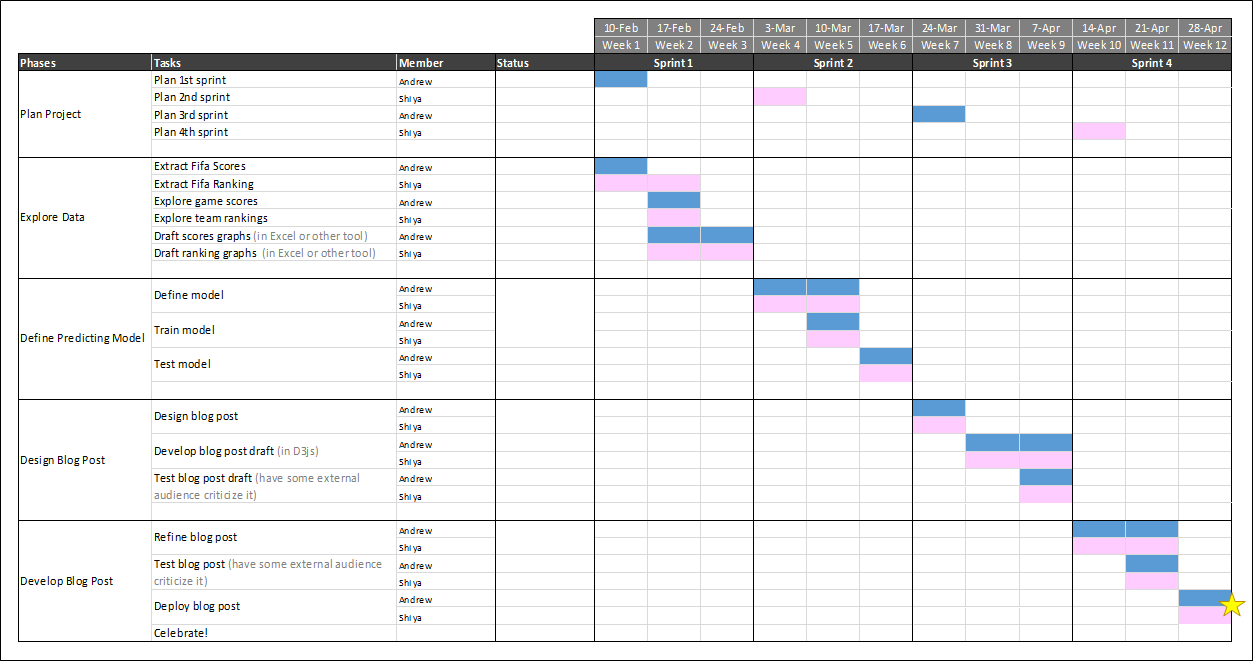 10-Feb 17-Feb 24-Feb 3-Mar 10-Mar 17-Mar 24-Mar 31-Mar 7-Apr 14-Apr 21-Apr 28-Apr
Week 1 Week 2 Week 3 Week 4 Week 5 Week 6 Week 7 Week 8 Week 9 Week 10 Week 11 Week 12
Phases Tasks Member Status Sprint 1 Sprint 2 Sprint 3 Sprint 4
Plan Project
Plan 1st sprint Andrew
Plan 2nd sprint Shiya
Plan 3rd sprint Andrew
Plan 4th sprint Shiya
Explore Data
Extract Fifa Scores Andrew
Extract Fifa Ranking Shiya
Explore game scores Andrew
Explore team rankings Shiya
Draft scores graphs (in Excel or other tool) Andrew
Draft ranking graphs (in Excel or other tool) Shiya
Define Predicting Model
Define model Andrew
Shiya
Train model Andrew
Shiya
Test model Andrew
Shiya
Design Blog Post
Design blog post Andrew
Shiya
Develop blog post draft (in D3js) Andrew
Shiya
Test blog post draft (have some external Andrew
audience criticize it) Shiya
Develop Blog Post
Refine blog post Andrew
Shiya
Test blog post (have some external audience Andrew
criticize it) Shiya
Deploy blog post Andrew
Shiya
Celebrate!